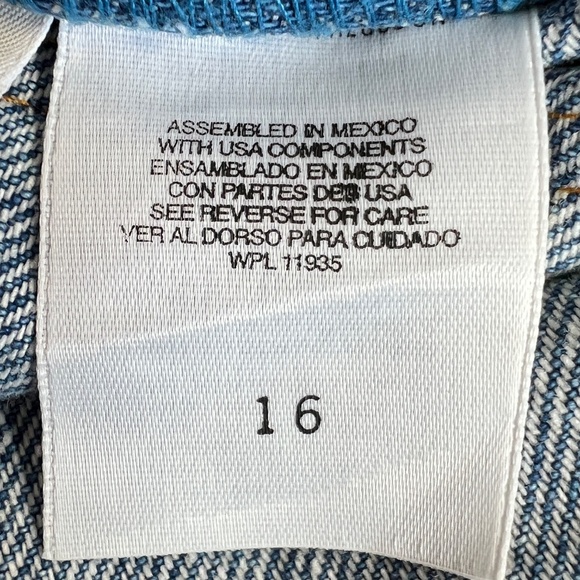 ASSEMBLED IN MEXICO
WITH USA COMPONENTS
ENSAMBLADO EN MEXICO
CON PARTES DE USA
SEE REVERSE FOR CARE
VER AL DORSO PARA CUIDADO
WPL 11935
16